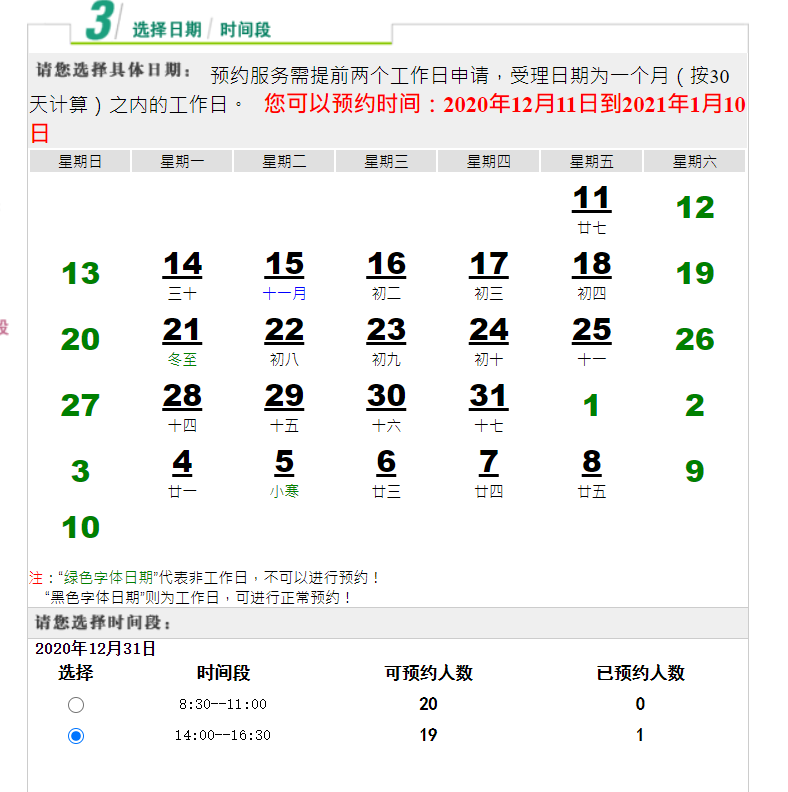 3 选择日期 / 时间段
请您选择具体日期： 预约服务需提前两个工作日申请，受理日期为一个月（按30
天计算）之内的工作日。 您可以预约时间：2020年12月11日到2021年1月10
日
星期日 星期一 星期二 星期三 星期四 星期五 星期六
11 12
廿七
13 14 15 16 17 18 19
三十 十一月 初二 初三 初四
20 21 22 23 24 25 26
冬至 初八 初九 初十 十一
27 28 29 30 31 1 2
十四 十五 十六 十七
3 4 5 6 7 8 9
廿一 小寒 廿三 廿四 廿五
10
段
注：“绿色字体日期”代表非工作日，不可以进行预约！
“黑色字体日期”则为工作日，可进行正常预约！
请您选择时间段：
2020年12月31日
选择 时间段 可预约人数 已预约人数
8:30--11:00 20 0
14:00--16:30 19 1